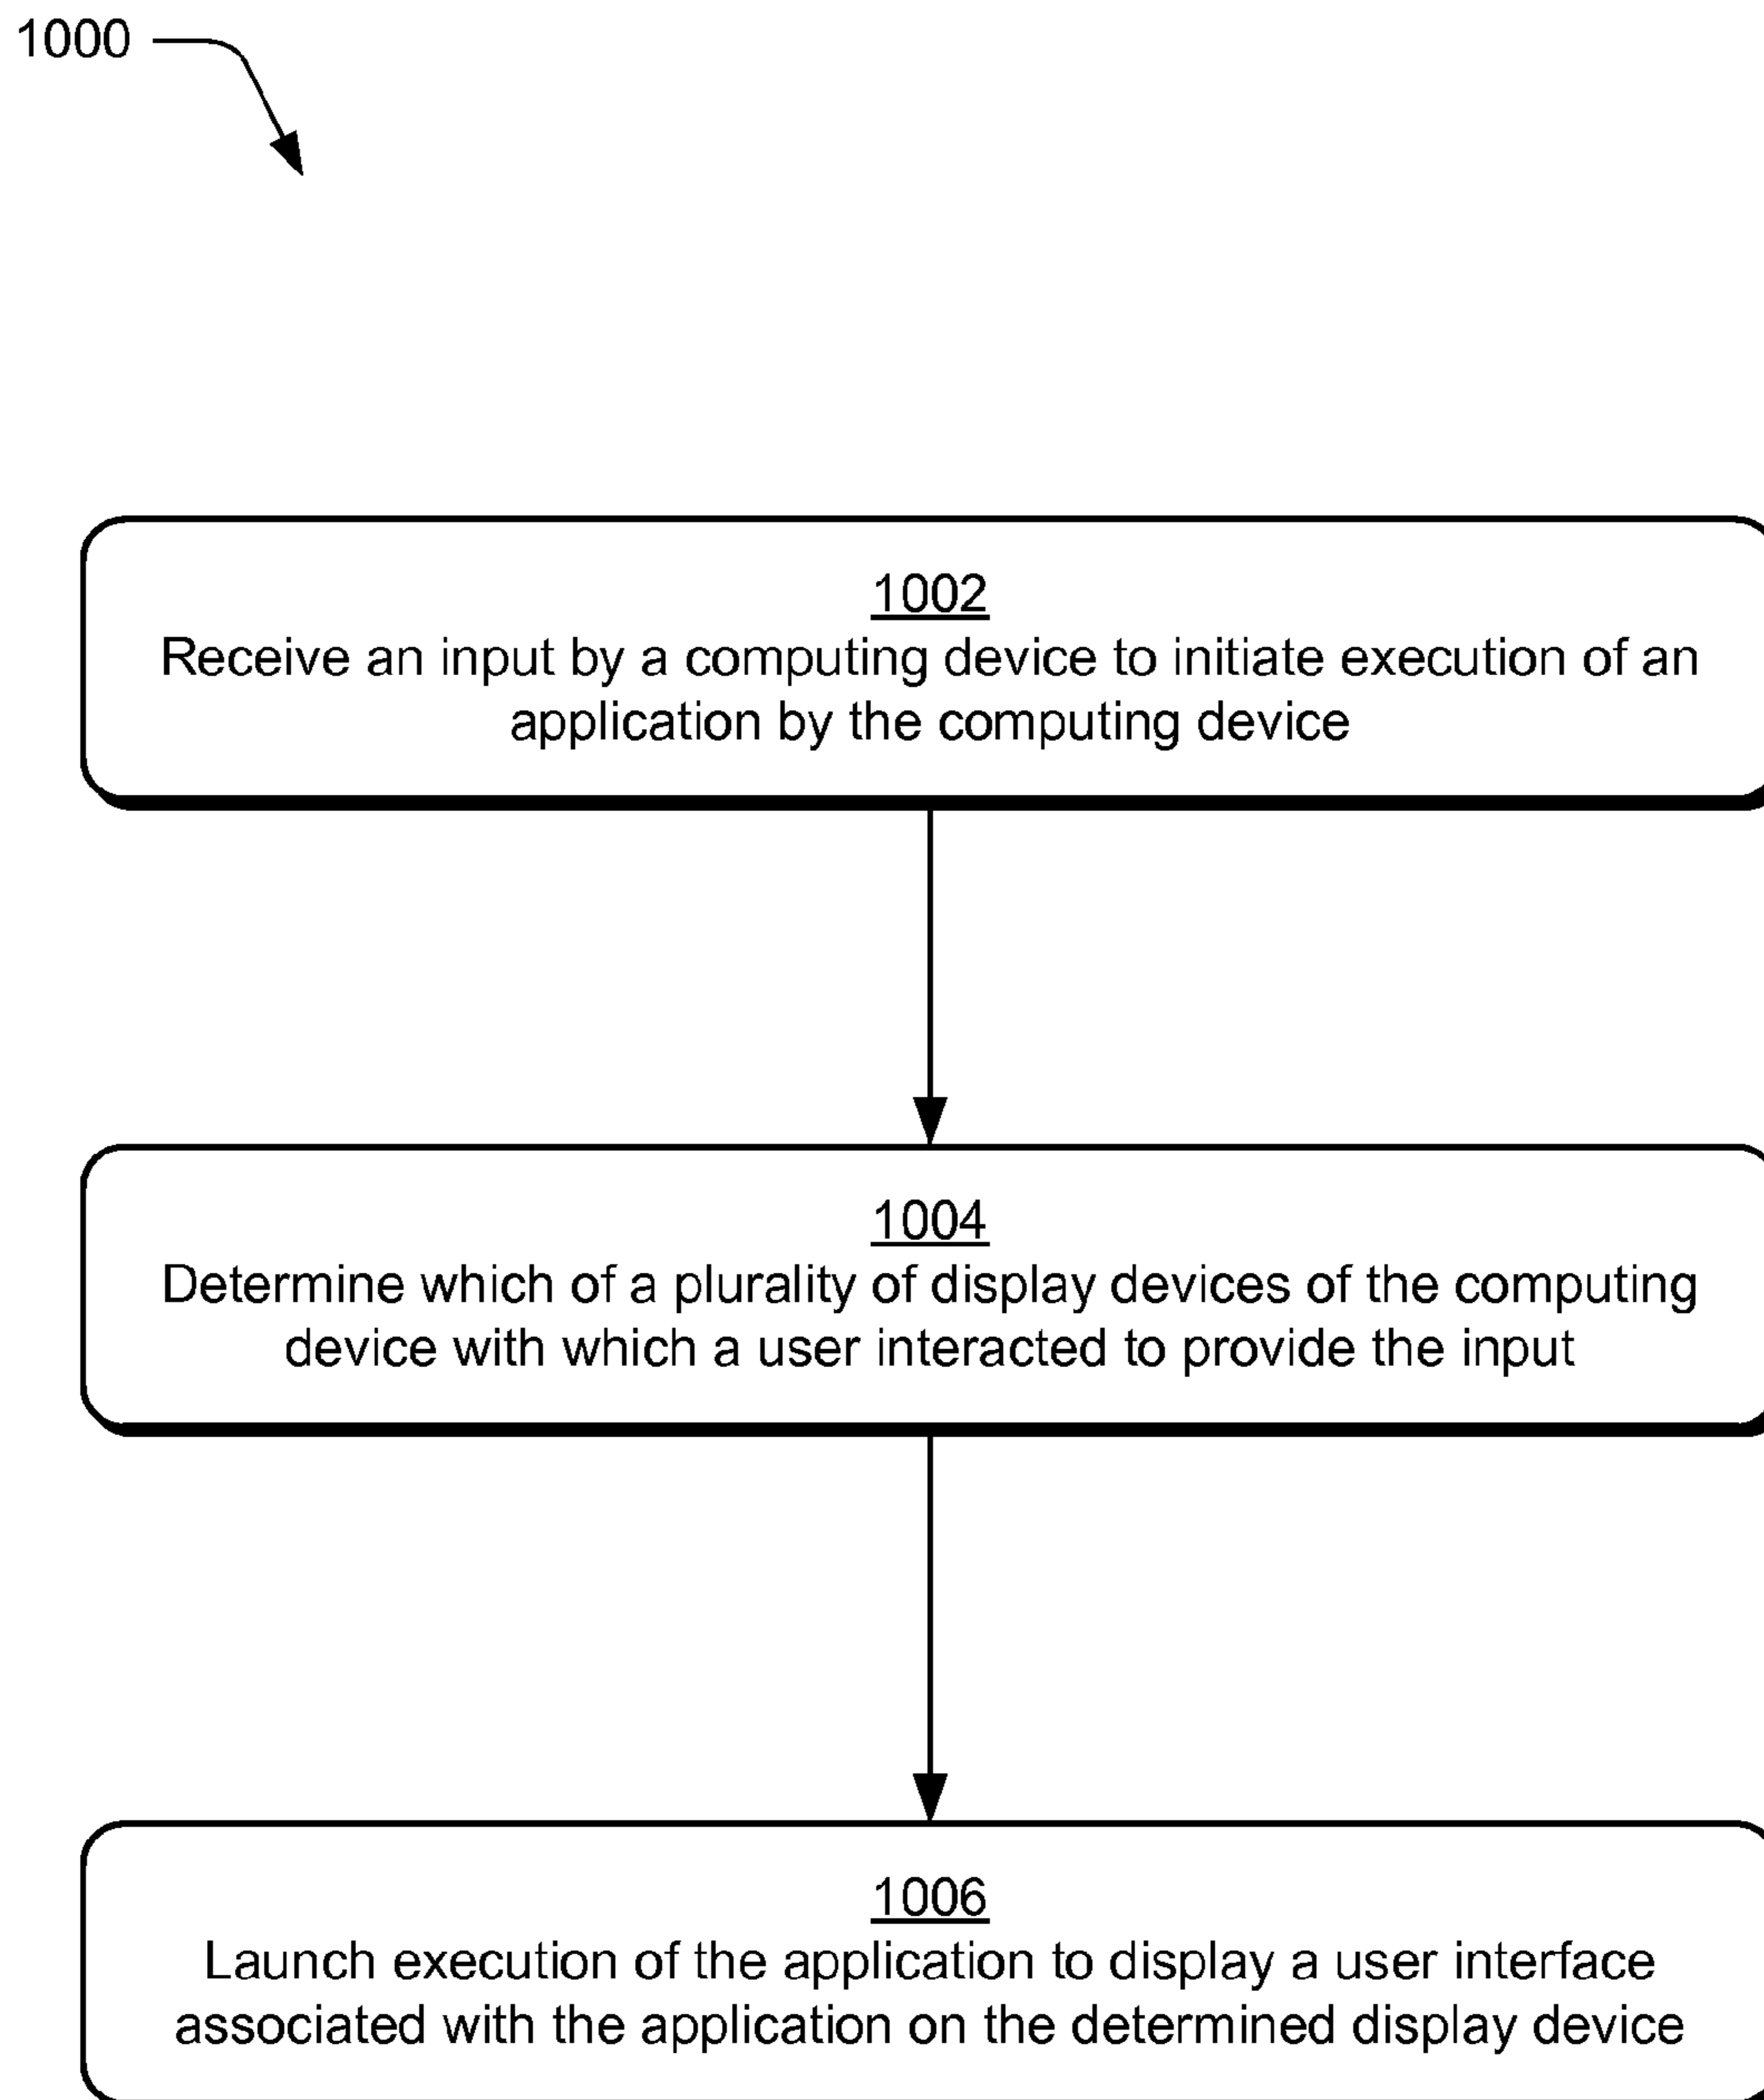 1000
1002
Receive an input by a computing device to initiate execution of an
application by the computing device
1004
Determine which of a plurality of display devices of the computing
device with which a user interacted to provide the input
1006
Launch execution of the application to display a user interface
associated with the application on the determined display device